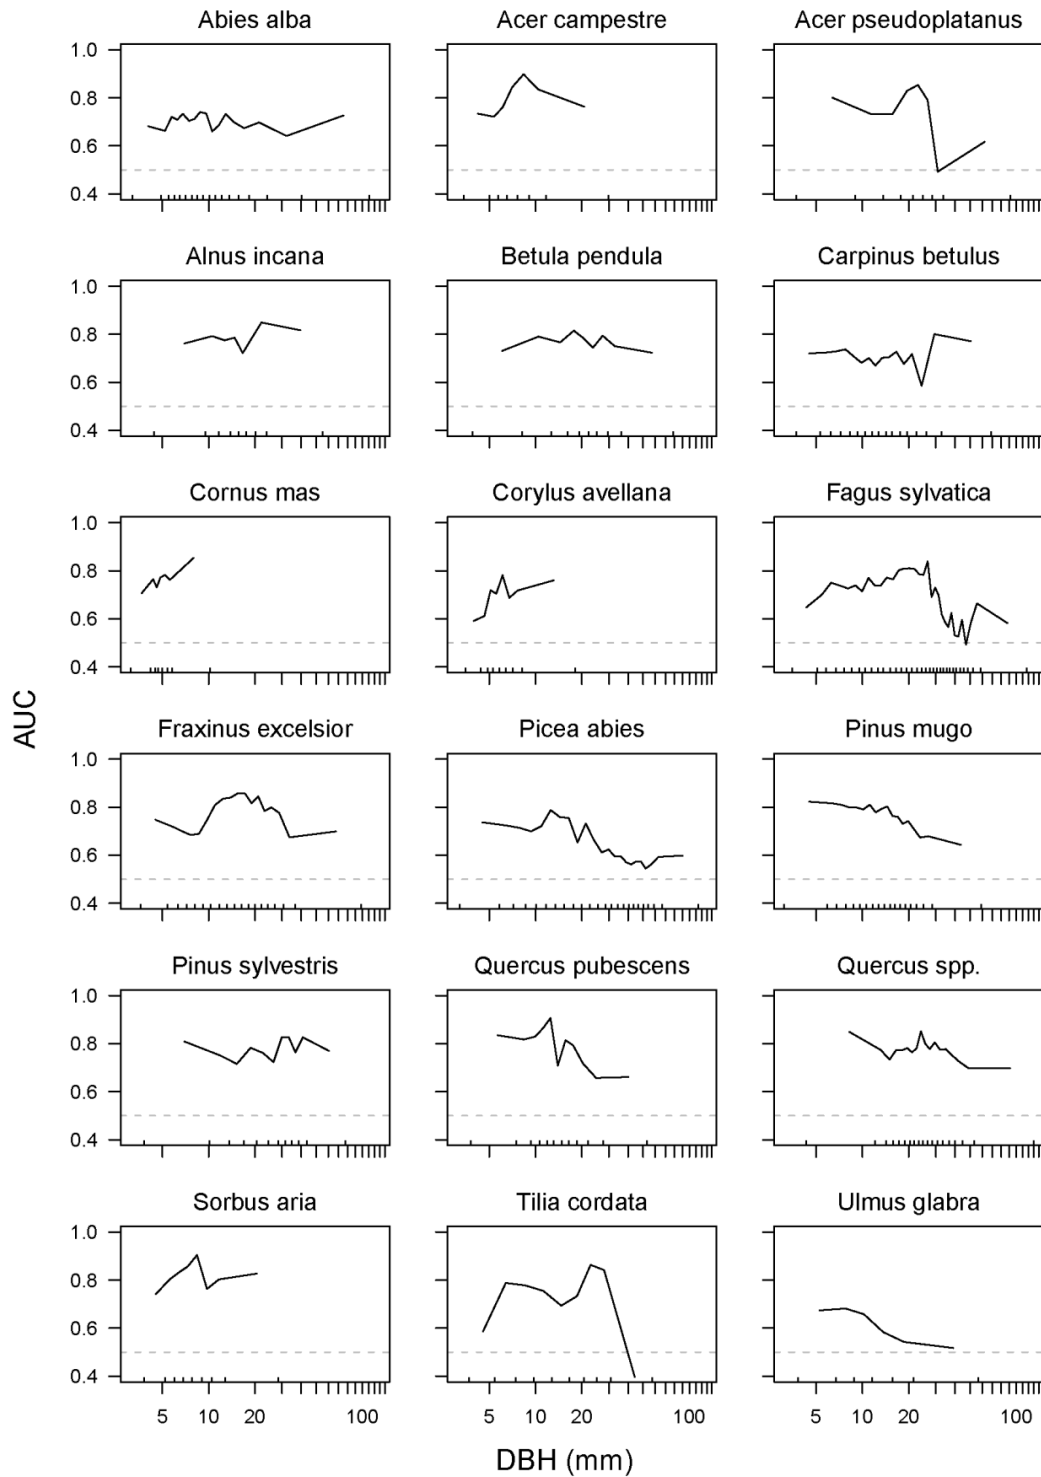 Abies alba Acer campestre Acer pseudoplatanus
1.0
0.8
0.6
0.4
Alnus incana Betula pendula Carpinus betulus
1.0
0.8
0.6
0.4
Cornus mas Corylus avellana Fagus sylvatica
1.0
0.8
0.6
0.4
AUC
Fraxinus excelsior Picea abies Pinus mugo
1.0
0.8
0.6
0.4
Pinus sylvestris Quercus pubescens Quercus spp.
1.0
0.8
0.6
0.4
Sorbus aria Tilia cordata Ulmus glabra
1.0
0.8
0.6
0.4
5 10 20 100 5 10 20 100 5 10 20 100
DBH (mm)